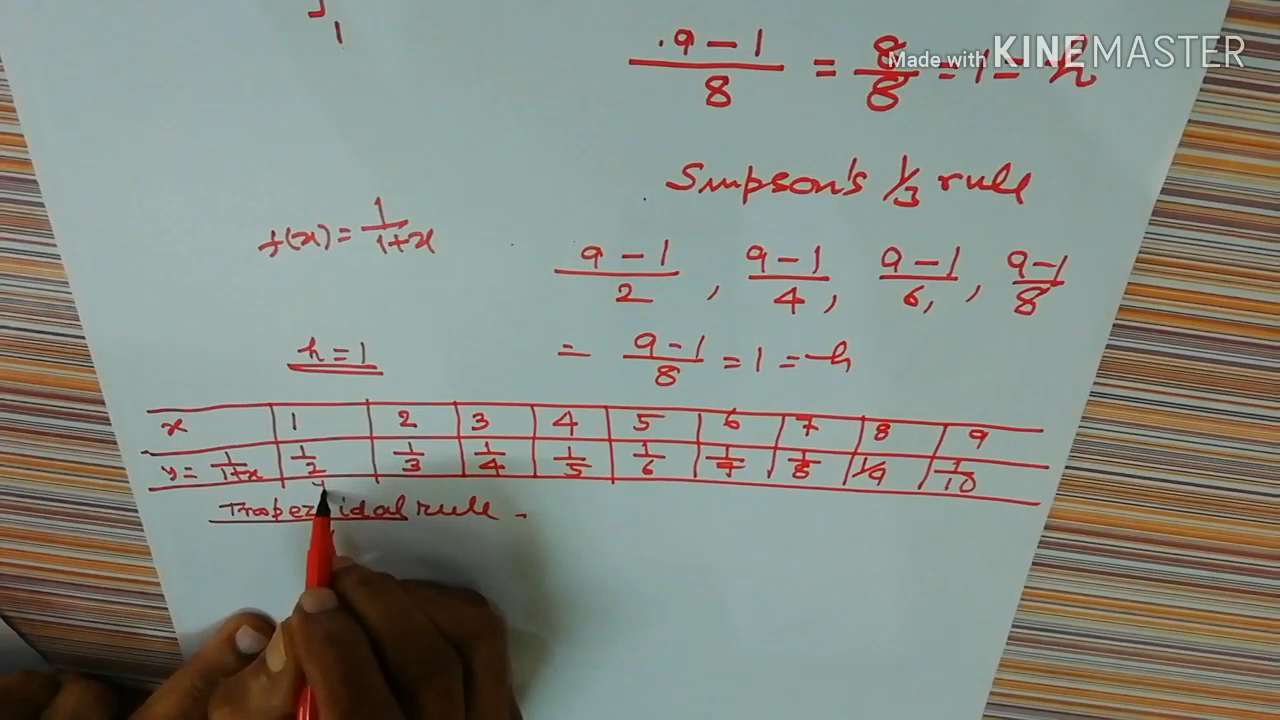 1
9-1/8 = 8/8 = 1 = h
Made with KINEMASTER
Simpson's 1/3 rule
f(x) = 1/1+x
9-1/2, 9-1/4, 9-1/6, 9-1/8
h = 1
= 9-1/8 = 1 = h
x 1 2 3 4 5 6 7 8 9
y = 1/1+x 1/2 1/3 1/4 1/5 1/6 1/7 1/8 1/9 1/10
rule -